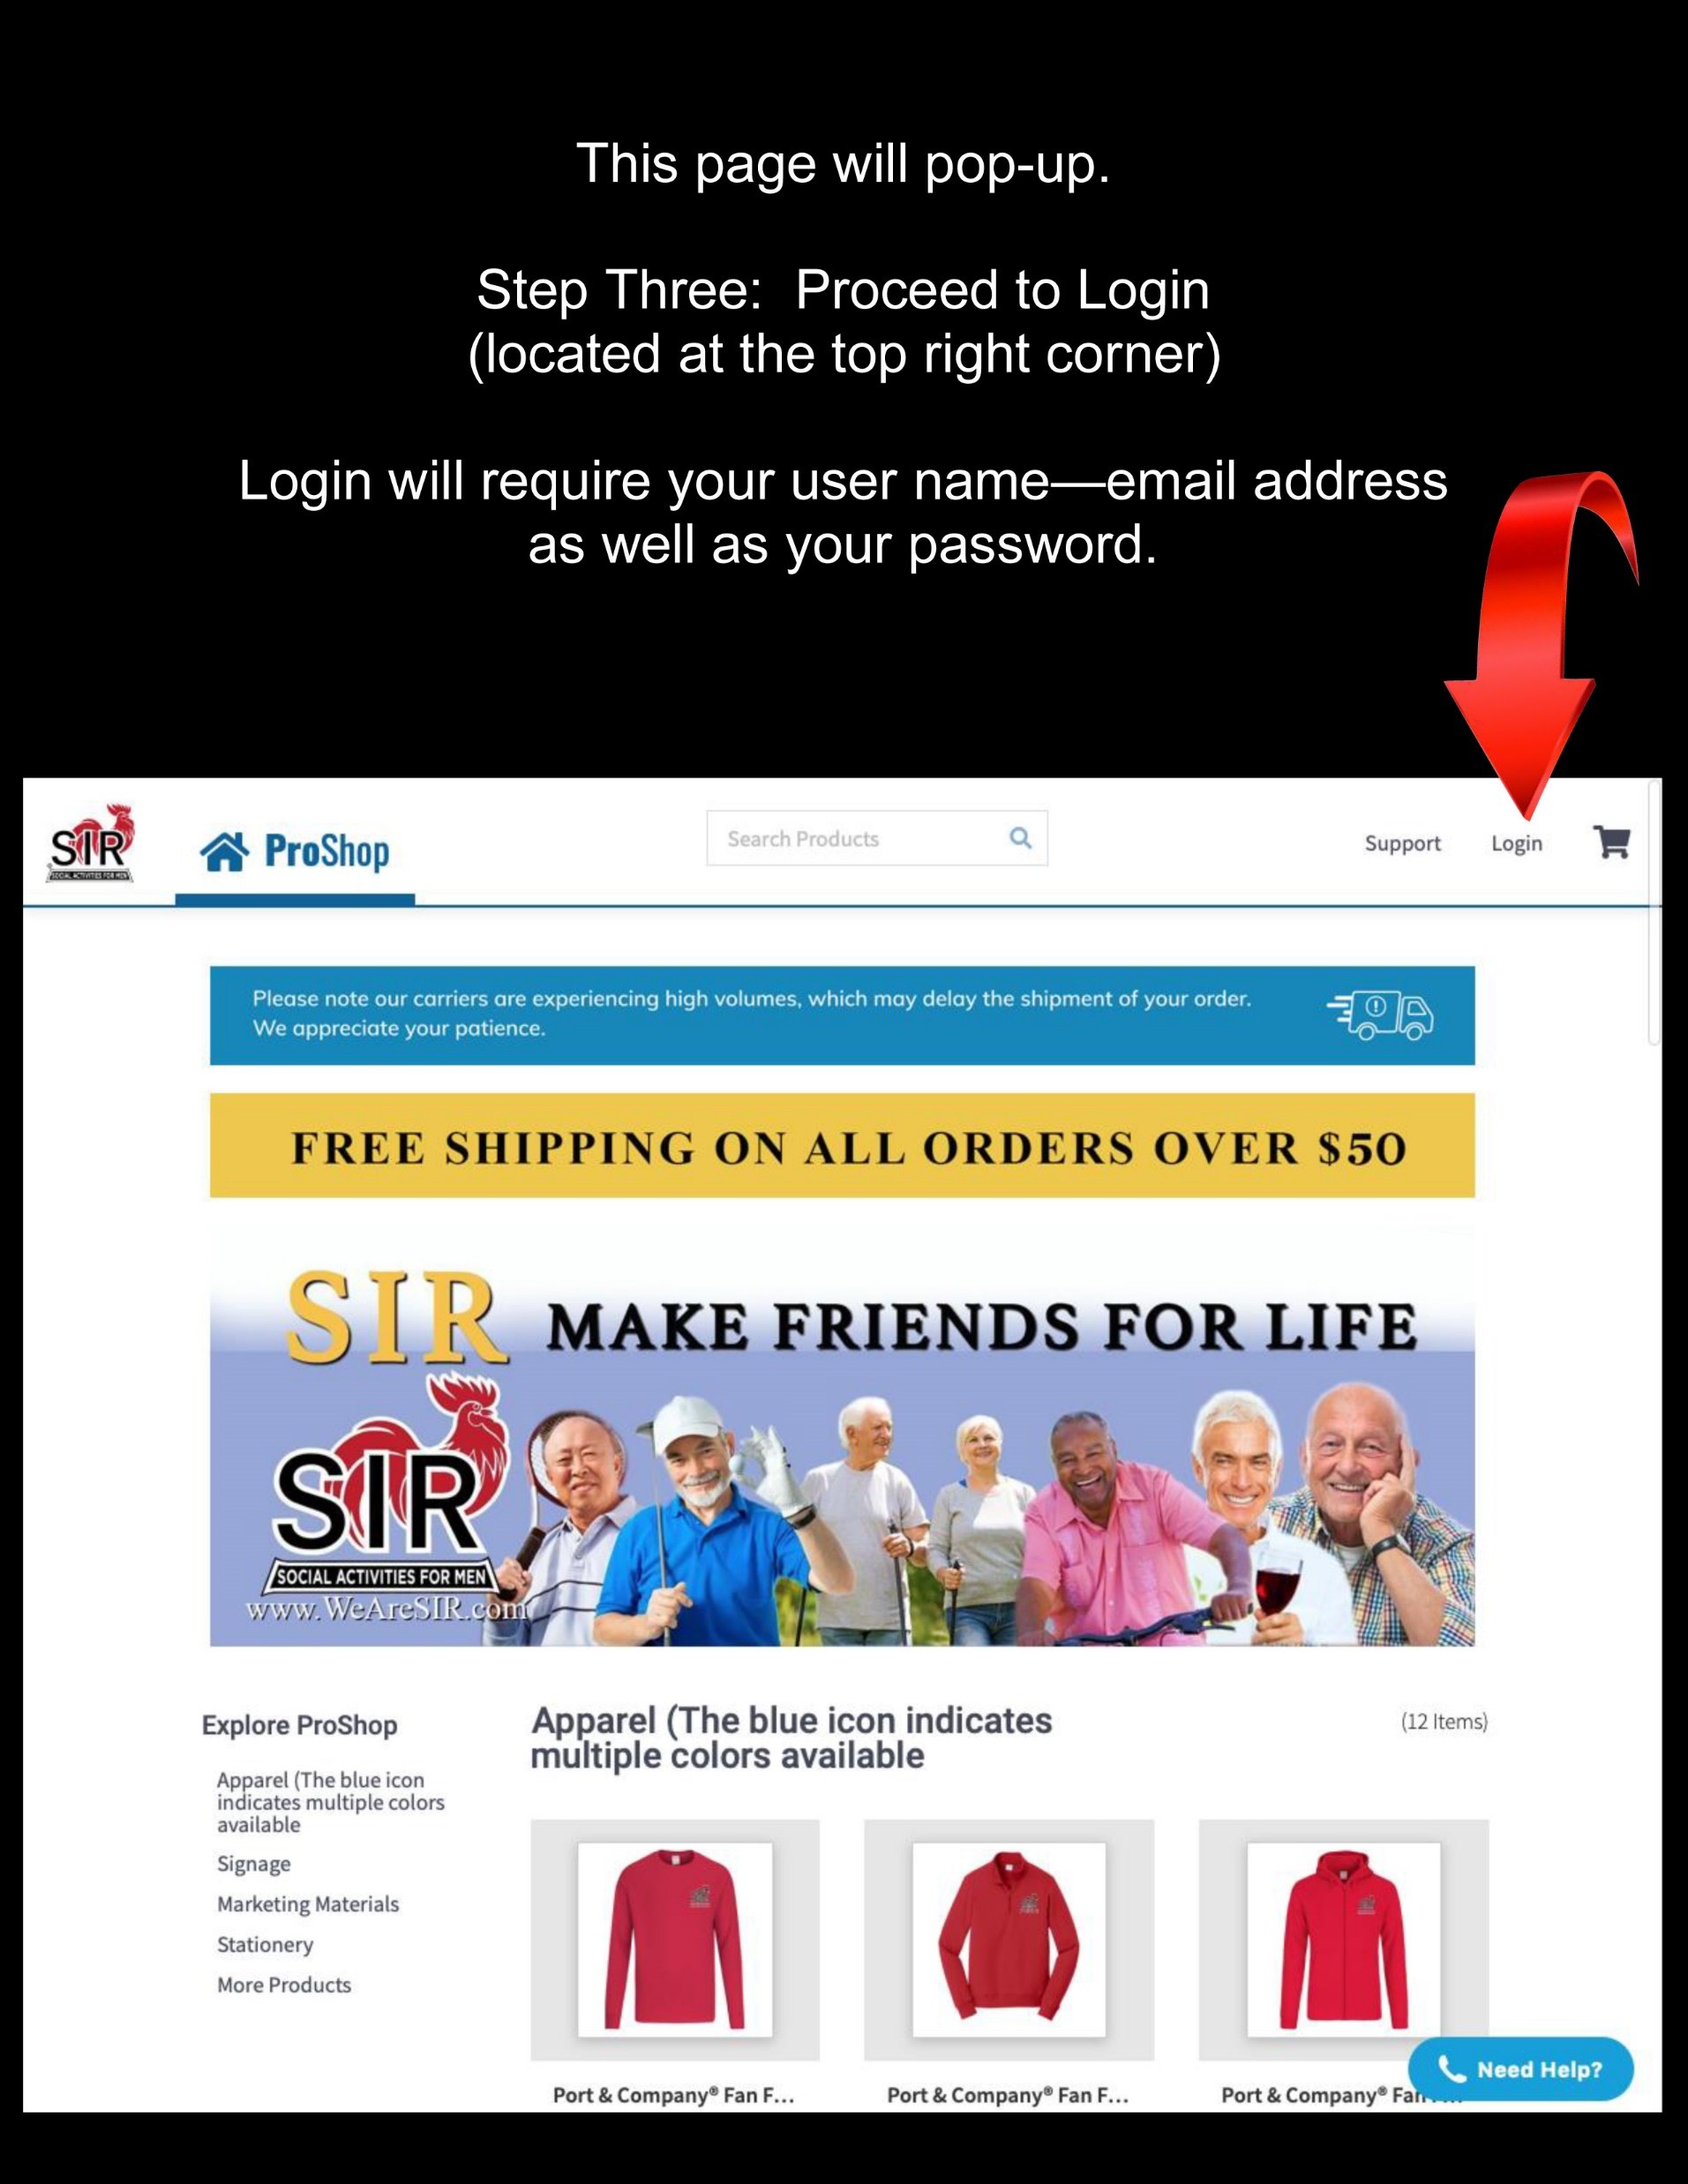 This page will pop-up.
Step Three: Proceed to Login
(located at the top right corner)
Login will require your user name—email address
as well as your password.
SIR
SOCIAL ACTIVITIES FOR MEN
ProShop
Search Products
Support
Login
Please note our carriers are experiencing high volumes, which may delay the shipment of your order.
We appreciate your patience.
FREE SHIPPING ON ALL ORDERS OVER $50
SIR MAKE FRIENDS FOR LIFE
SIR
SOCIAL ACTIVITIES FOR MEN
www.WeAreSIR.com
Explore ProShop
Apparel (The blue icon
indicates multiple colors
available
Signage
Marketing Materials
Stationery
More Products
Apparel (The blue icon indicates
multiple colors available
(12 Items)
Port & Company® Fan F...
Port & Company® Fan F...
Port & Company® Fan
Need Help?